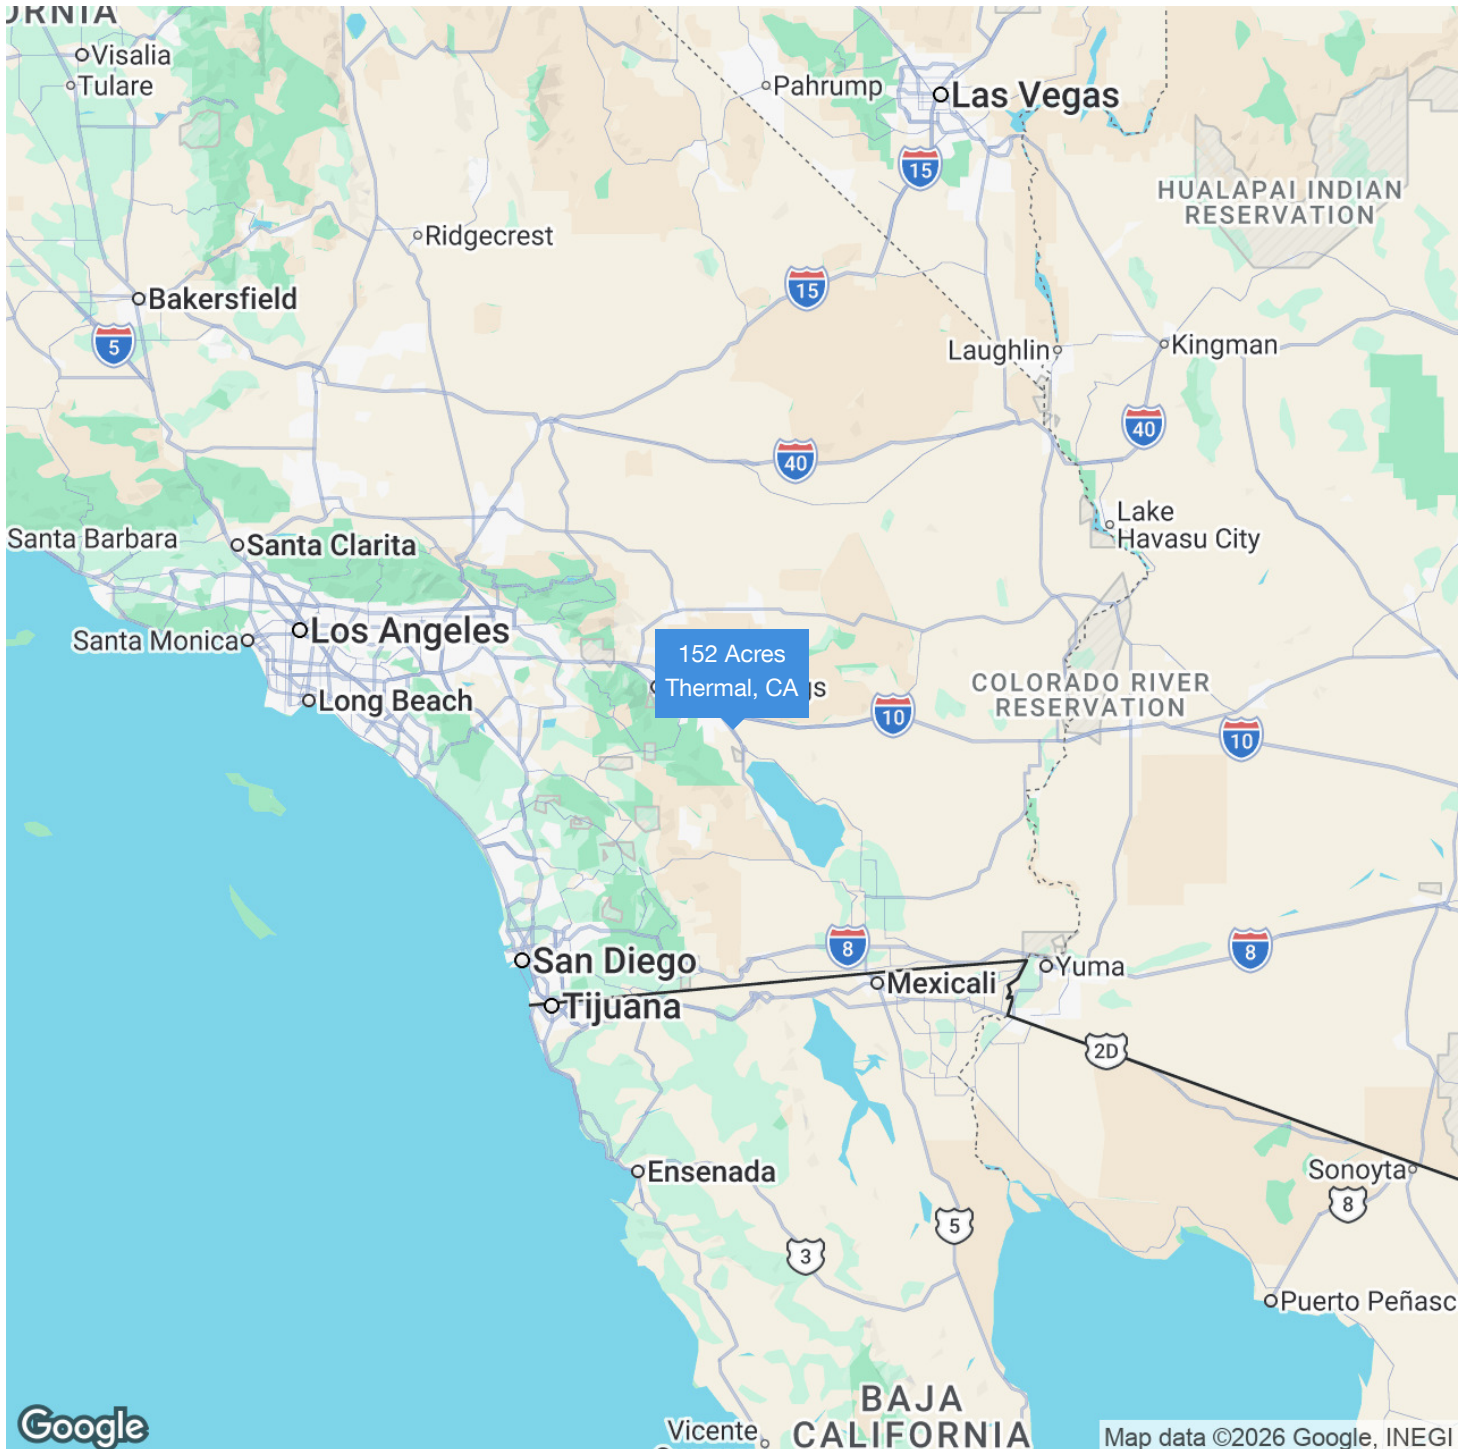 ORNIA
Visalia
Tulare
Pahrump
Las Vegas
15
HUALAPAI INDIAN
RESERVATION
Ridgecrest
15
Bakersfield
5
Laughlin
Kingman
40
40
Lake
Havasu City
Santa Barbara
Santa Clarita
Los Angeles
Santa Monica
152 Acres
Thermal, CA
gs
COLORADO RIVER
RESERVATION
Long Beach
10
10
San Diego
8
8
Yuma
Mexicali
Tijuana
2D
Ensenada
Sonoyta
8
5
3
Puerto Peñasc
BAJA
CALIFORNIA
Vicente
Google
Map data ©2026 Google, INEGI